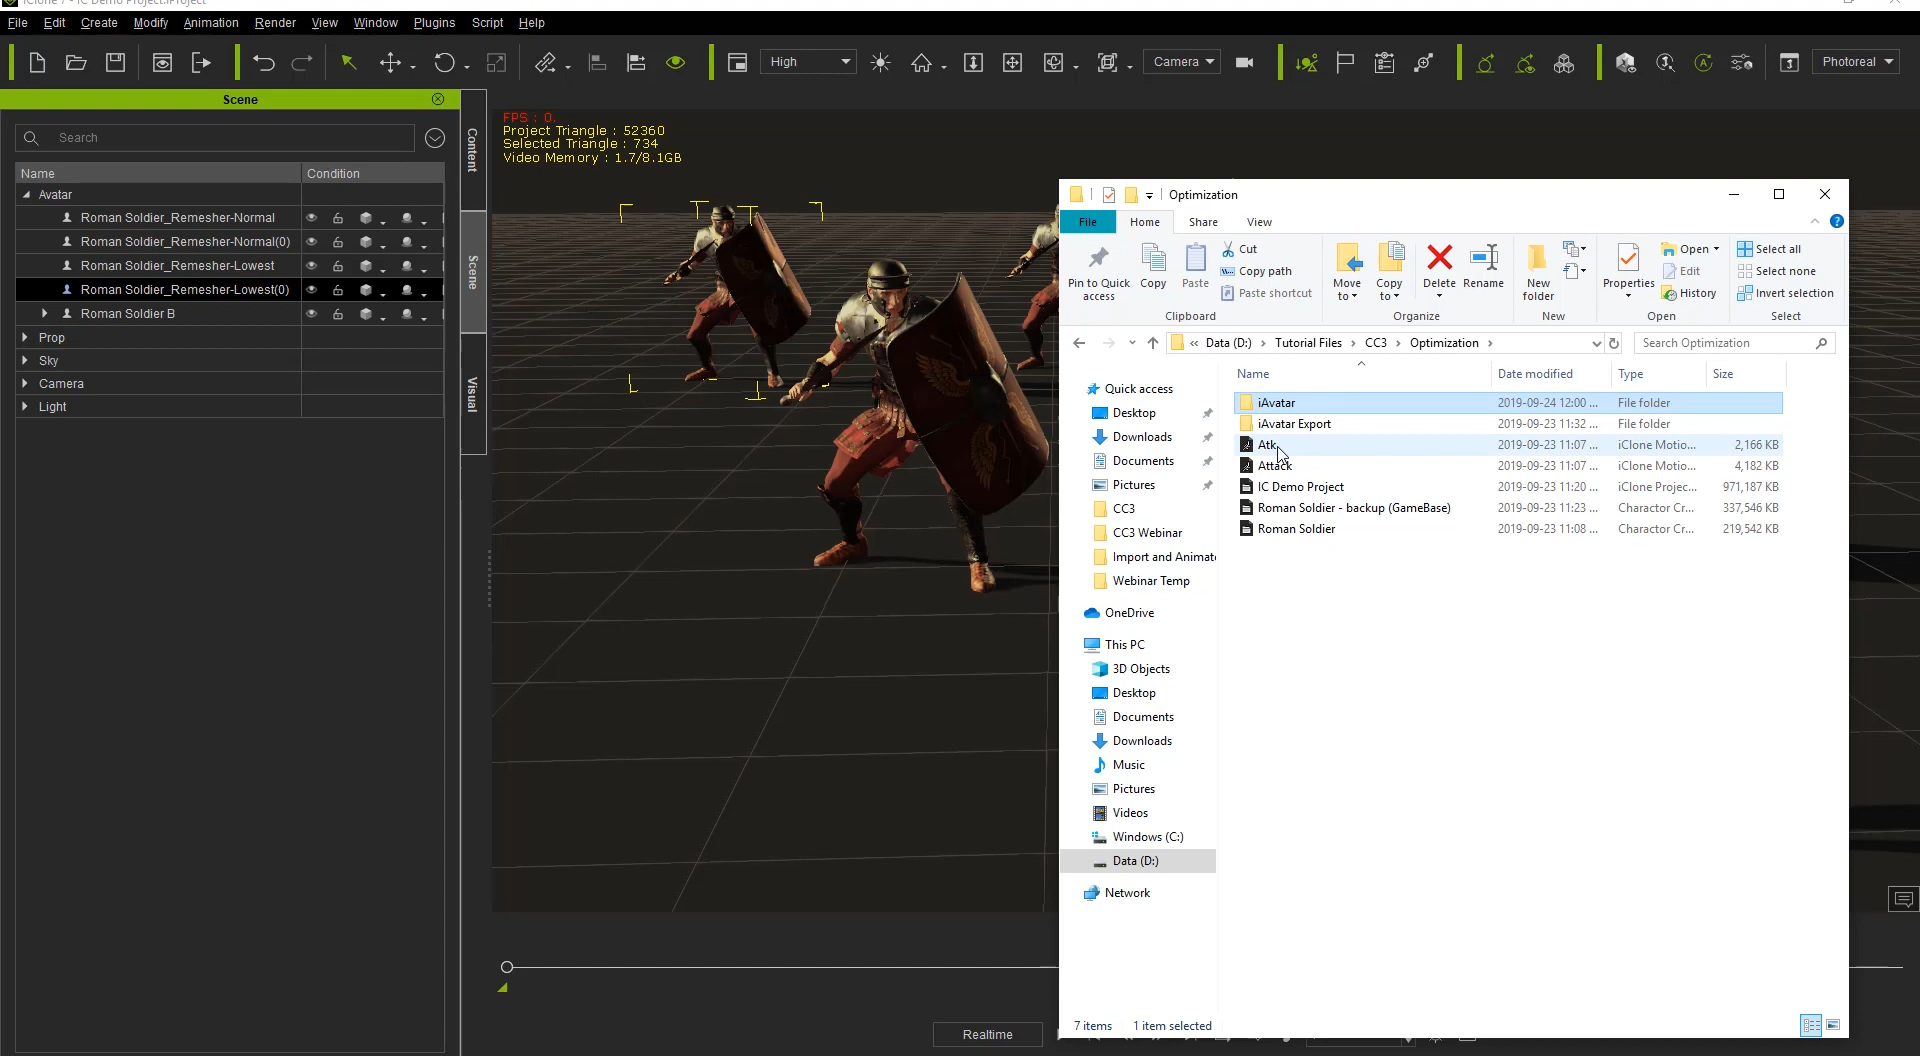 iClone 7 - IC Demo Project.iProject
File Edit Create Modify Animation Render View Window Plugins Script Help
High
Camera
Photoreal
Scene
Search
Name Condition
Avatar
Roman Soldier_Remesher-Normal
Roman Soldier_Remesher-Normal(0)
Roman Soldier_Remesher-Lowest
Roman Soldier_Remesher-Lowest(0)
Roman Soldier B
Prop
Sky
Camera
Light
Content
Scene
Visual
FPS : 0.
Project Triangle : 52360
Selected Triangle : 734
Video Memory : 1.7/8.1GB
Realtime
Optimization
File Home Share View
Pin to Quick access
Copy
Paste
Cut
Copy path
Paste shortcut
Clipboard
Move to
Copy to
Delete
Rename
Organize
New folder
New
Properties
Open
Edit
History
Open
Select all
Select none
Invert selection
Select
« Data (D:) › Tutorial Files › CC3 › Optimization ›
Search Optimization
Quick access
Desktop
Downloads
Documents
Pictures
CC3
CC3 Webinar
Import and Animat
Webinar Temp
OneDrive
This PC
3D Objects
Desktop
Documents
Downloads
Music
Pictures
Videos
Windows (C:)
Data (D:)
Network
Name Date modified Type Size
iAvatar 2019-09-24 12:00 ... File folder
iAvatar Export 2019-09-23 11:32 ... File folder
Atk 2019-09-23 11:07 ... iClone Motio... 2,166 KB
Attack 2019-09-23 11:07 ... iClone Motio... 4,182 KB
IC Demo Project 2019-09-23 11:20 ... iClone Projec... 971,187 KB
Roman Soldier - backup (GameBase) 2019-09-23 11:23 ... Charactor Cr... 337,546 KB
Roman Soldier 2019-09-23 11:08 ... Charactor Cr... 219,542 KB
7 items 1 item selected